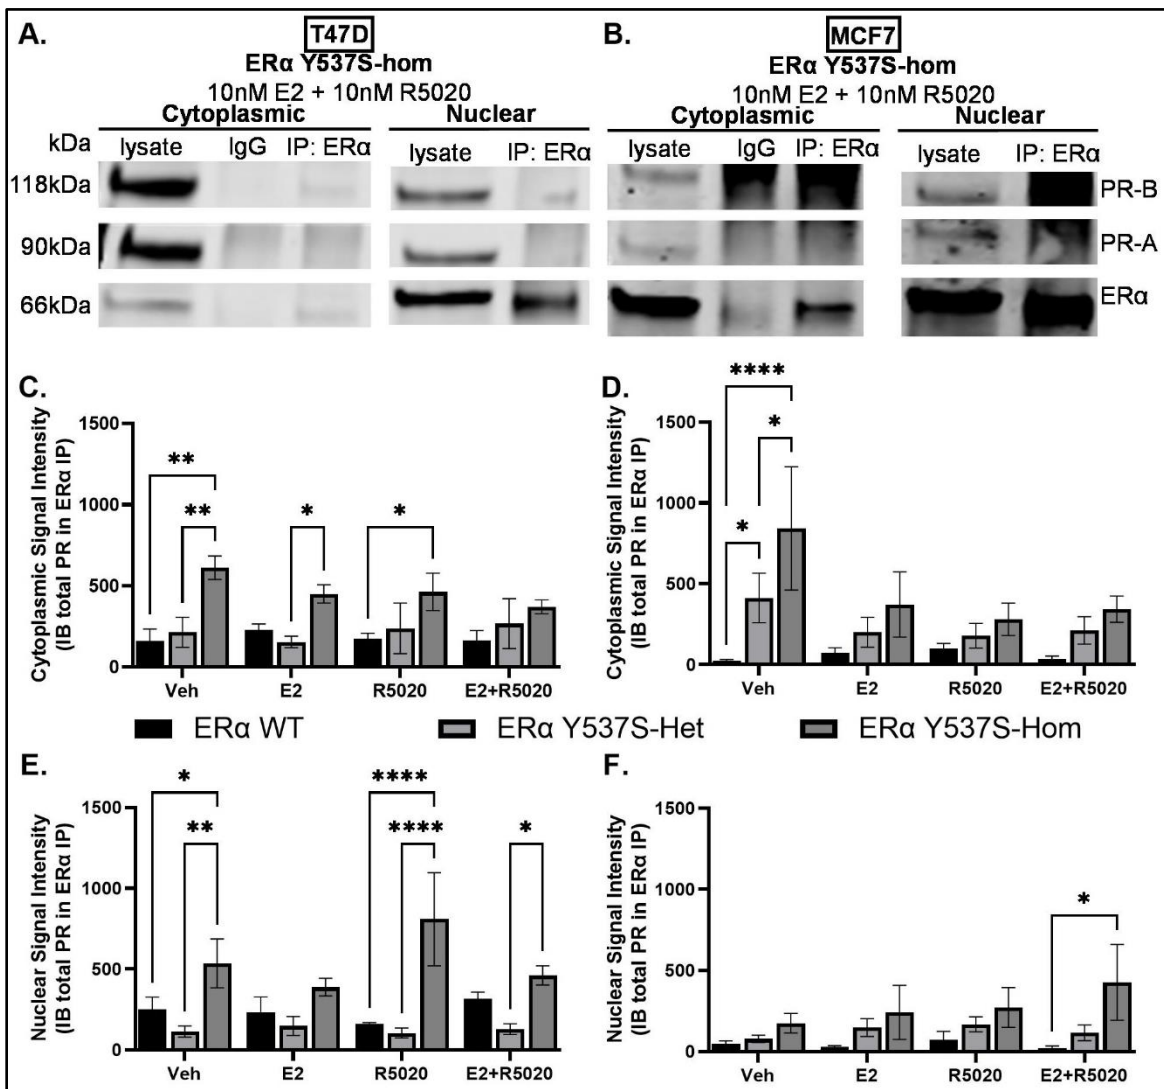 A.
T47D
ERα Y537S-hom
10nM E2 + 10nM R5020
Cytoplasmic
Nuclear
kDa
lysate
IgG
IP: ERα
lysate
IP: ERα
118kDa
90kDa
66kDa
B.
MCF7
ERα Y537S-hom
10nM E2 + 10nM R5020
Cytoplasmic
Nuclear
lysate
IgG
IP: ERα
lysate
IP: ERα
PR-B
PR-A
ERα
C.
Cytoplasmic Signal Intensity
(IB total PR in ERα IP)
1500
1000
500
0
**
**
*
*
Veh
E2
R5020
E2+R5020
D.
Cytoplasmic Signal Intensity
(IB total PR in ERα IP)
1500
1000
500
0
****
*
*
Veh
E2
R5020
E2+R5020
ERα WT
ERα Y537S-Het
ERα Y537S-Hom
E.
Nuclear Signal Intensity
(IB total PR in ERα IP)
1500
1000
500
0
*
**
****
****
*
Veh
E2
R5020
E2+R5020
F.
Nuclear Signal Intensity
(IB total PR in ERα IP)
1500
1000
500
0
*
Veh
E2
R5020
E2+R5020